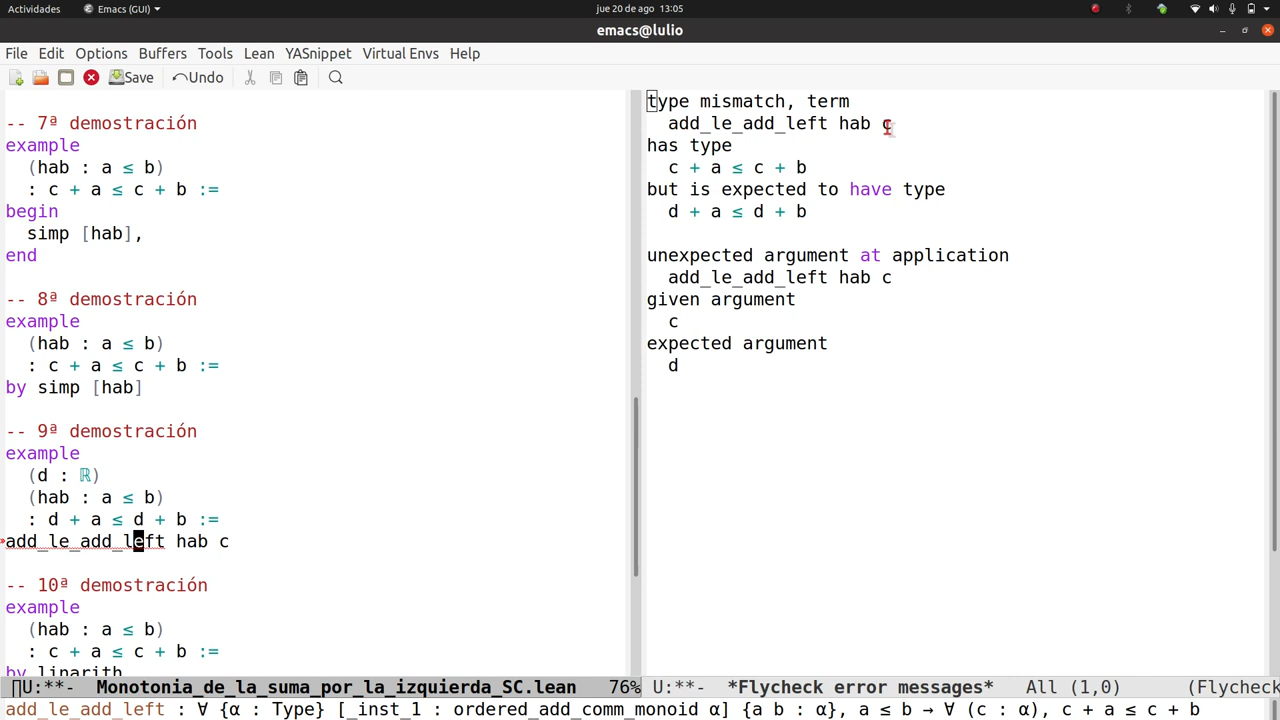 Actividades Emacs (GUI) jue 20 de ago 13:05
emacs@lulio
File Edit Options Buffers Tools Lean YASnippet Virtual Envs Help
Save Undo
-- 7ª demostración
example
(hab : a ≤ b)
: c + a ≤ c + b :=
begin
simp [hab],
end
-- 8ª demostración
example
(hab : a ≤ b)
: c + a ≤ c + b :=
by simp [hab]
-- 9ª demostración
example
(d : ℝ)
(hab : a ≤ b)
: d + a ≤ d + b :=
add_le_add_left hab c
-- 10ª demostración
example
(hab : a ≤ b)
: c + a ≤ c + b :=
by linarith
U:**- Monotonia_de_la_suma_por_la_izquierda_SC.lean 76%
type mismatch, term
add_le_add_left hab c
has type
c + a ≤ c + b
but is expected to have type
d + a ≤ d + b
unexpected argument at application
add_le_add_left hab c
given argument
c
expected argument
d
U:**- *Flycheck error messages* All (1,0) (Flycheck
add_le_add_left : ∀ {α : Type} [_inst_1 : ordered_add_comm_monoid α] {a b : α}, a ≤ b → ∀ (c : α), c + a ≤ c + b